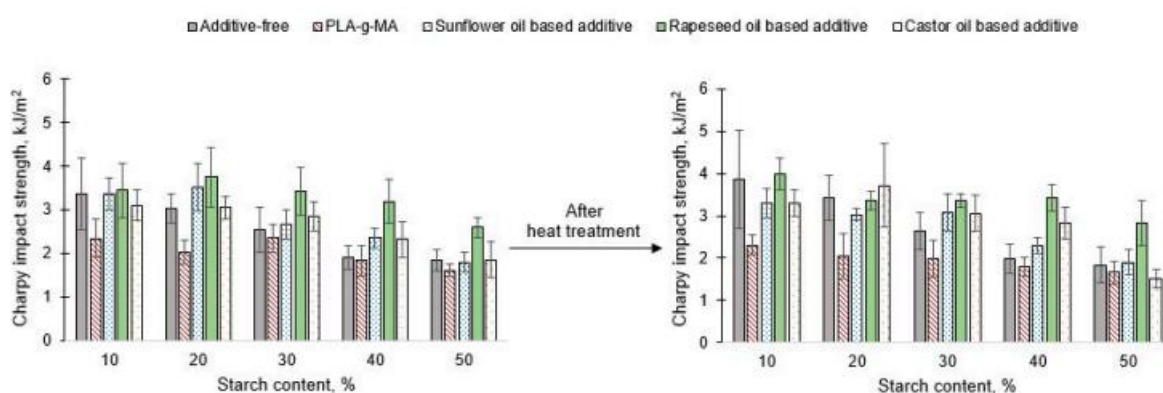 Additive-free PLA-g-MA Sunflower oil based additive Rapeseed oil based additive Castor oil based additive
Charpy impact strength, kJ/m²
6
5
4
3
2
1
0
10 20 30 40 50
Starch content, %
After
heat treatment
Charpy impact strength, kJ/m²
6
5
4
3
2
1
0
10 20 30 40 50
Starch content, %